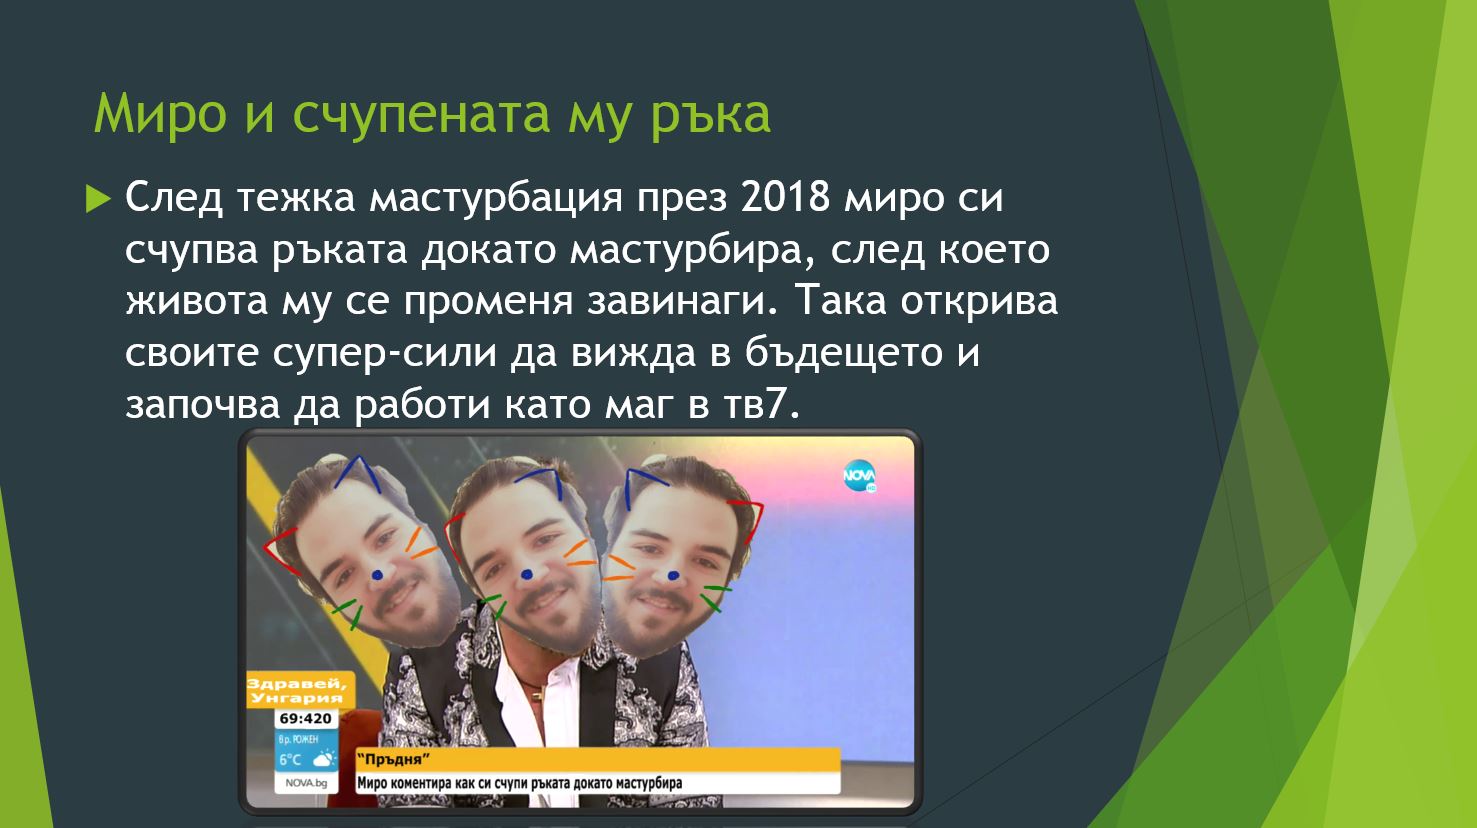 Миро и счупената му ръка
След тежка мастурбация през 2018 миро си
счупва ръката докато мастурбира, след което
живота му се променя завинаги. Така открива
своите супер-сили да вижда в бъдещето и
започва да работи като маг в тв7.
NOVA
HD
Здравей,
Унгария
69:420
вр. РОЖЕН
6°C
NOVA.bg
“Пръдня”
Миро коментира как си счупи ръката докато мастурбира